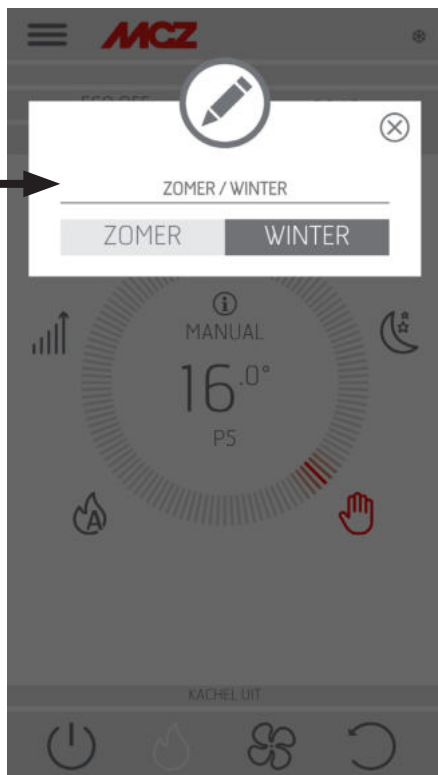 MCZ
ZOMER / WINTER
ZOMER
WINTER
MANUAL
16.0°
P5
A
KACHEL UIT